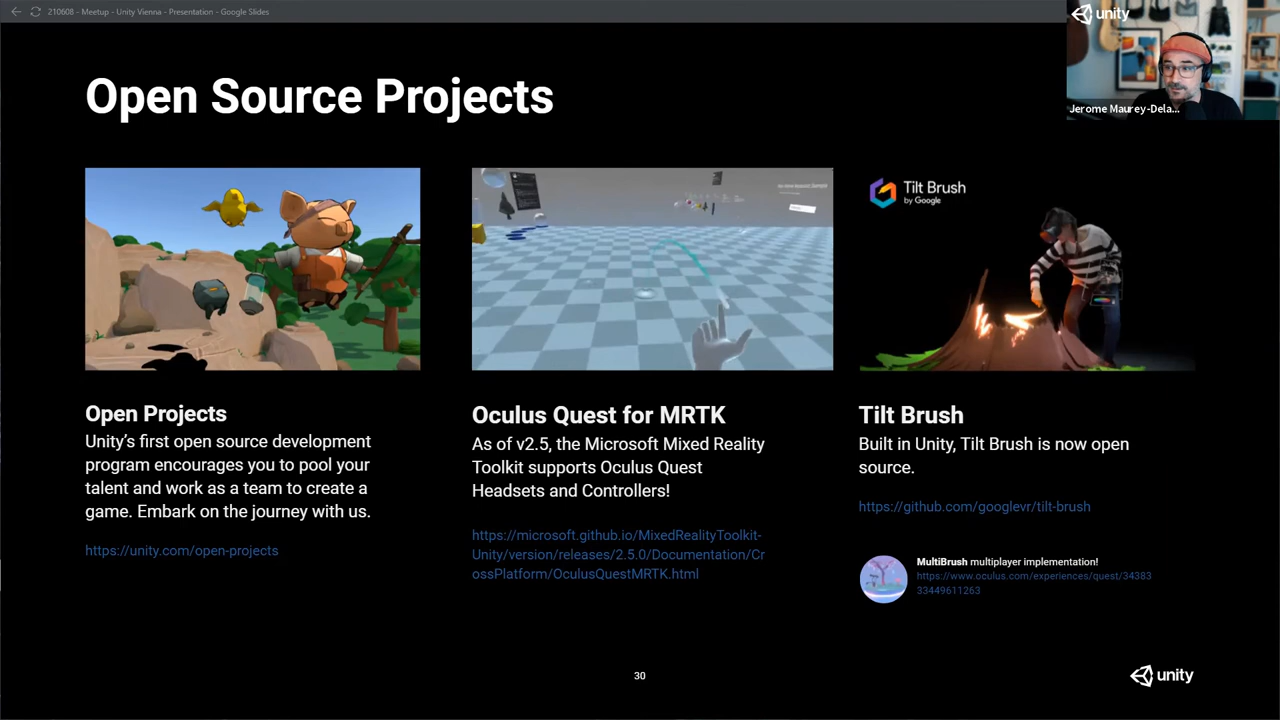 210608 - Meetup - Unity Vienna - Presentation - Google Slides
unity
Jerome Maurey-Dela...
Open Source Projects
Tilt Brush
by Google
Open Projects
Unity's first open source development
program encourages you to pool your
talent and work as a team to create a
game. Embark on the journey with us.
https://unity.com/open-projects
Oculus Quest for MRTK
As of v2.5, the Microsoft Mixed Reality
Toolkit supports Oculus Quest
Headsets and Controllers!
https://microsoft.github.io/MixedRealityToolkit-
Unity/version/releases/2.5.0/Documentation/Cr
ossPlatform/OculusQuestMRTK.html
Tilt Brush
Built in Unity, Tilt Brush is now open
source.
https://github.com/googlevr/tilt-brush
MultiBrush multiplayer implementation!
https://www.oculus.com/experiences/quest/34383
33449611263
30
unity